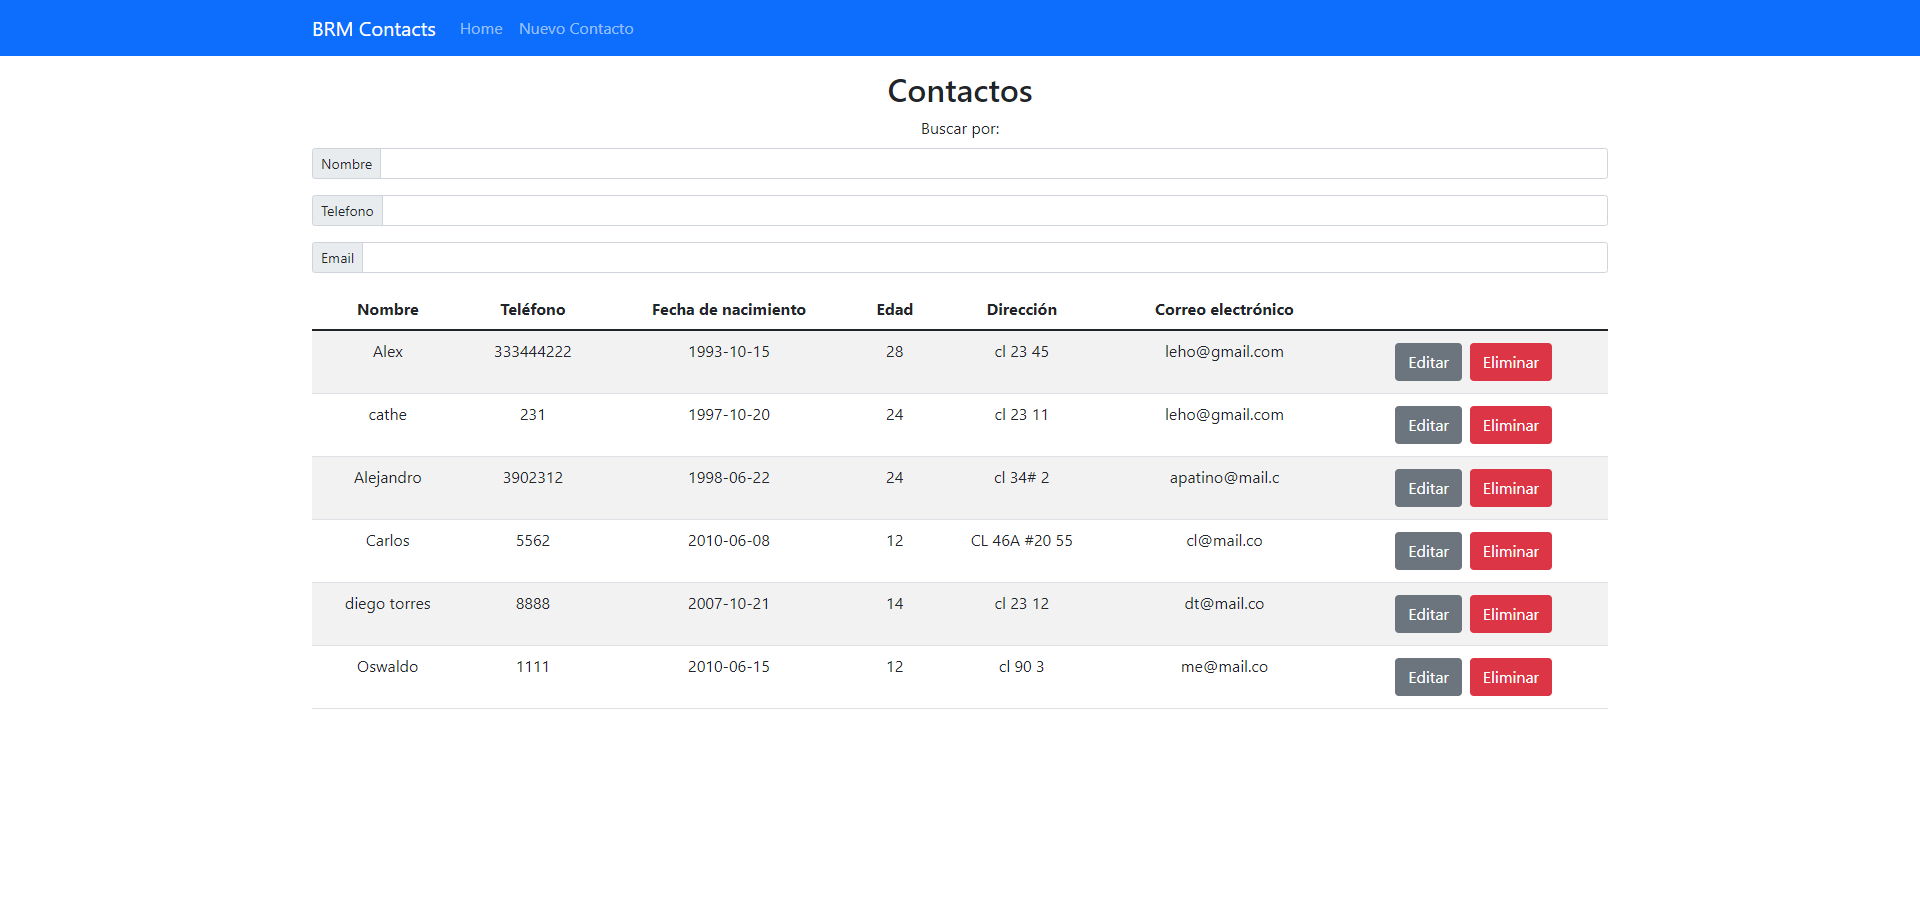 BRM Contacts Home Nuevo Contacto
Contactos
Buscar por:
Nombre
Telefono
Email
Nombre Teléfono Fecha de nacimiento Edad Dirección Correo electrónico
Alex 333444222 1993-10-15 28 cl 23 45 leho@gmail.com Editar Eliminar
cathe 231 1997-10-20 24 cl 23 11 leho@gmail.com Editar Eliminar
Alejandro 3902312 1998-06-22 24 cl 34# 2 apatino@mail.c Editar Eliminar
Carlos 5562 2010-06-08 12 CL 46A #20 55 cl@mail.co Editar Eliminar
diego torres 8888 2007-10-21 14 cl 23 12 dt@mail.co Editar Eliminar
Oswaldo 1111 2010-06-15 12 cl 90 3 me@mail.co Editar Eliminar